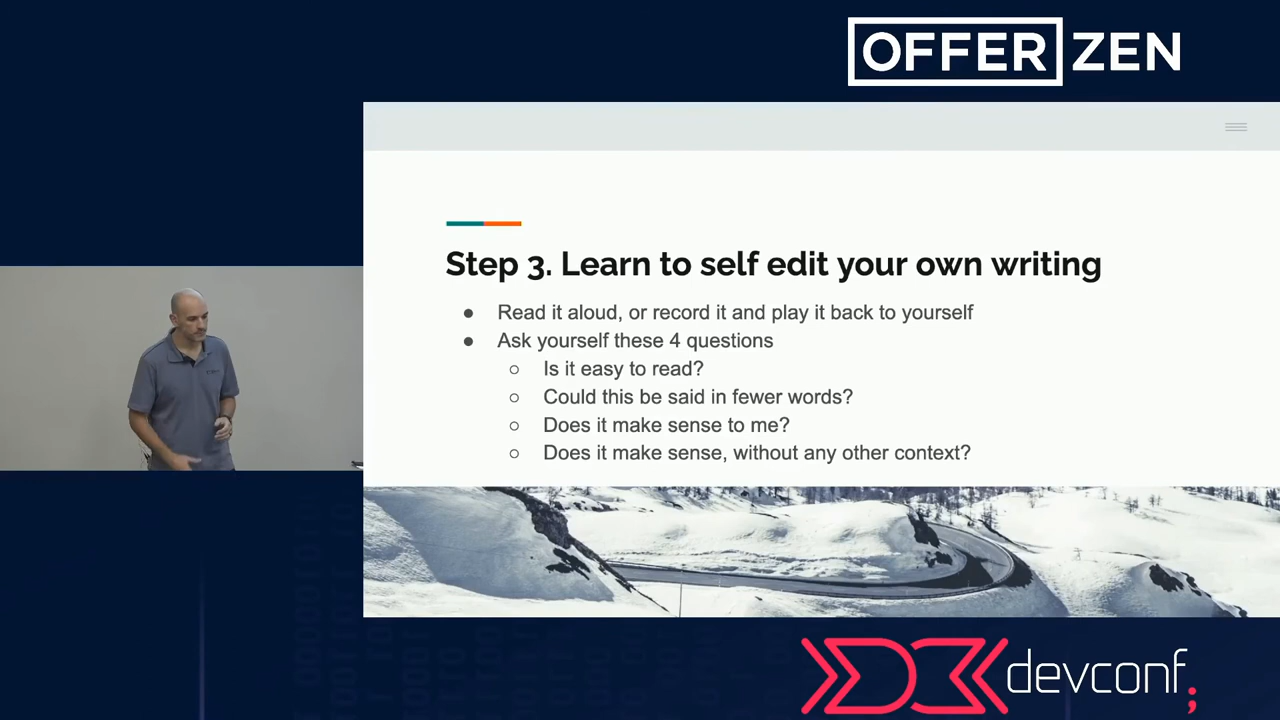 OFFERZEN
Step 3. Learn to self edit your own writing
● Read it aloud, or record it and play it back to yourself
● Ask yourself these 4 questions
○ Is it easy to read?
○ Could this be said in fewer words?
○ Does it make sense to me?
○ Does it make sense, without any other context?
devconf;